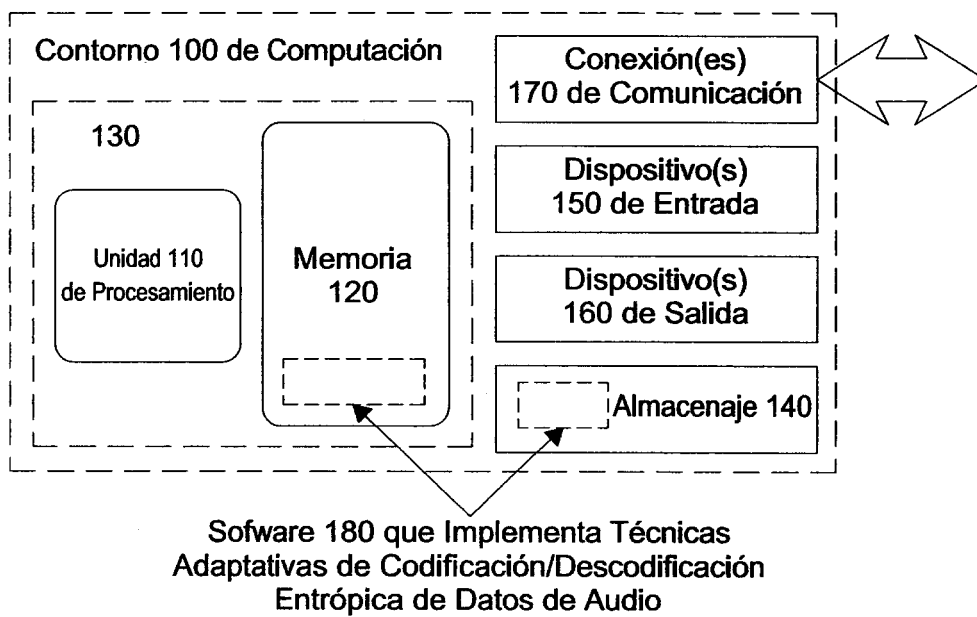 Contorno 100 de Computación
130
Unidad 110
de Procesamiento
Memoria
120
Conexión(es)
170 de Comunicación
Dispositivo(s)
150 de Entrada
Dispositivo(s)
160 de Salida
Almacenaje 140
Sofware 180 que Implementa Técnicas
Adaptativas de Codificación/Descodificación
Entrópica de Datos de Audio